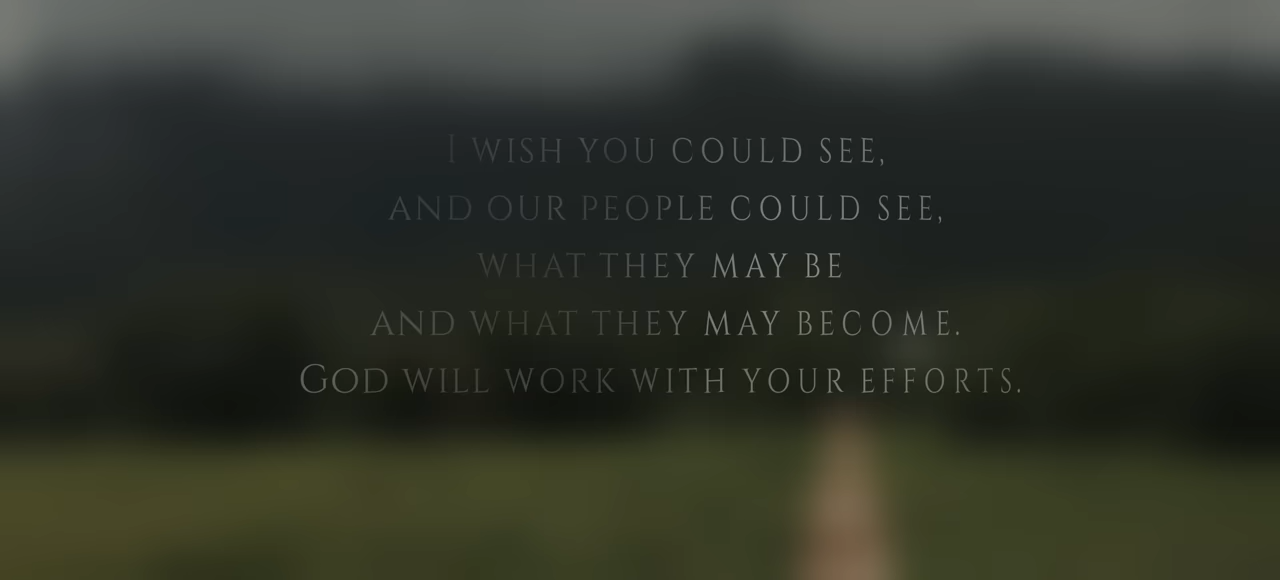 I WISH YOU COULD SEE,
AND OUR PEOPLE COULD SEE,
WHAT THEY MAY BE
AND WHAT THEY MAY BECOME.
GOD WILL WORK WITH YOUR EFFORTS.